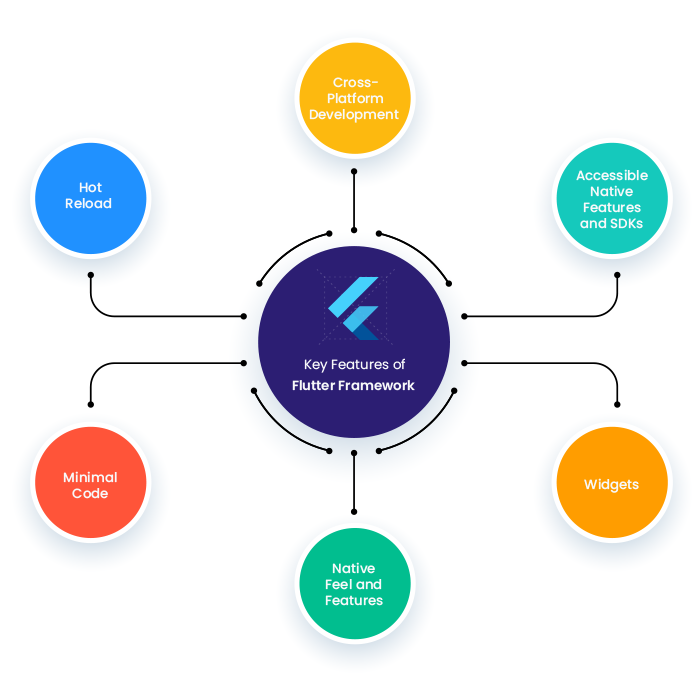 Cross-
Platform
Development
Hot
Reload
Accessible
Native
Features
and SDKs
Key Features of
Flutter Framework
Minimal
Code
Widgets
Native
Feel and
Features